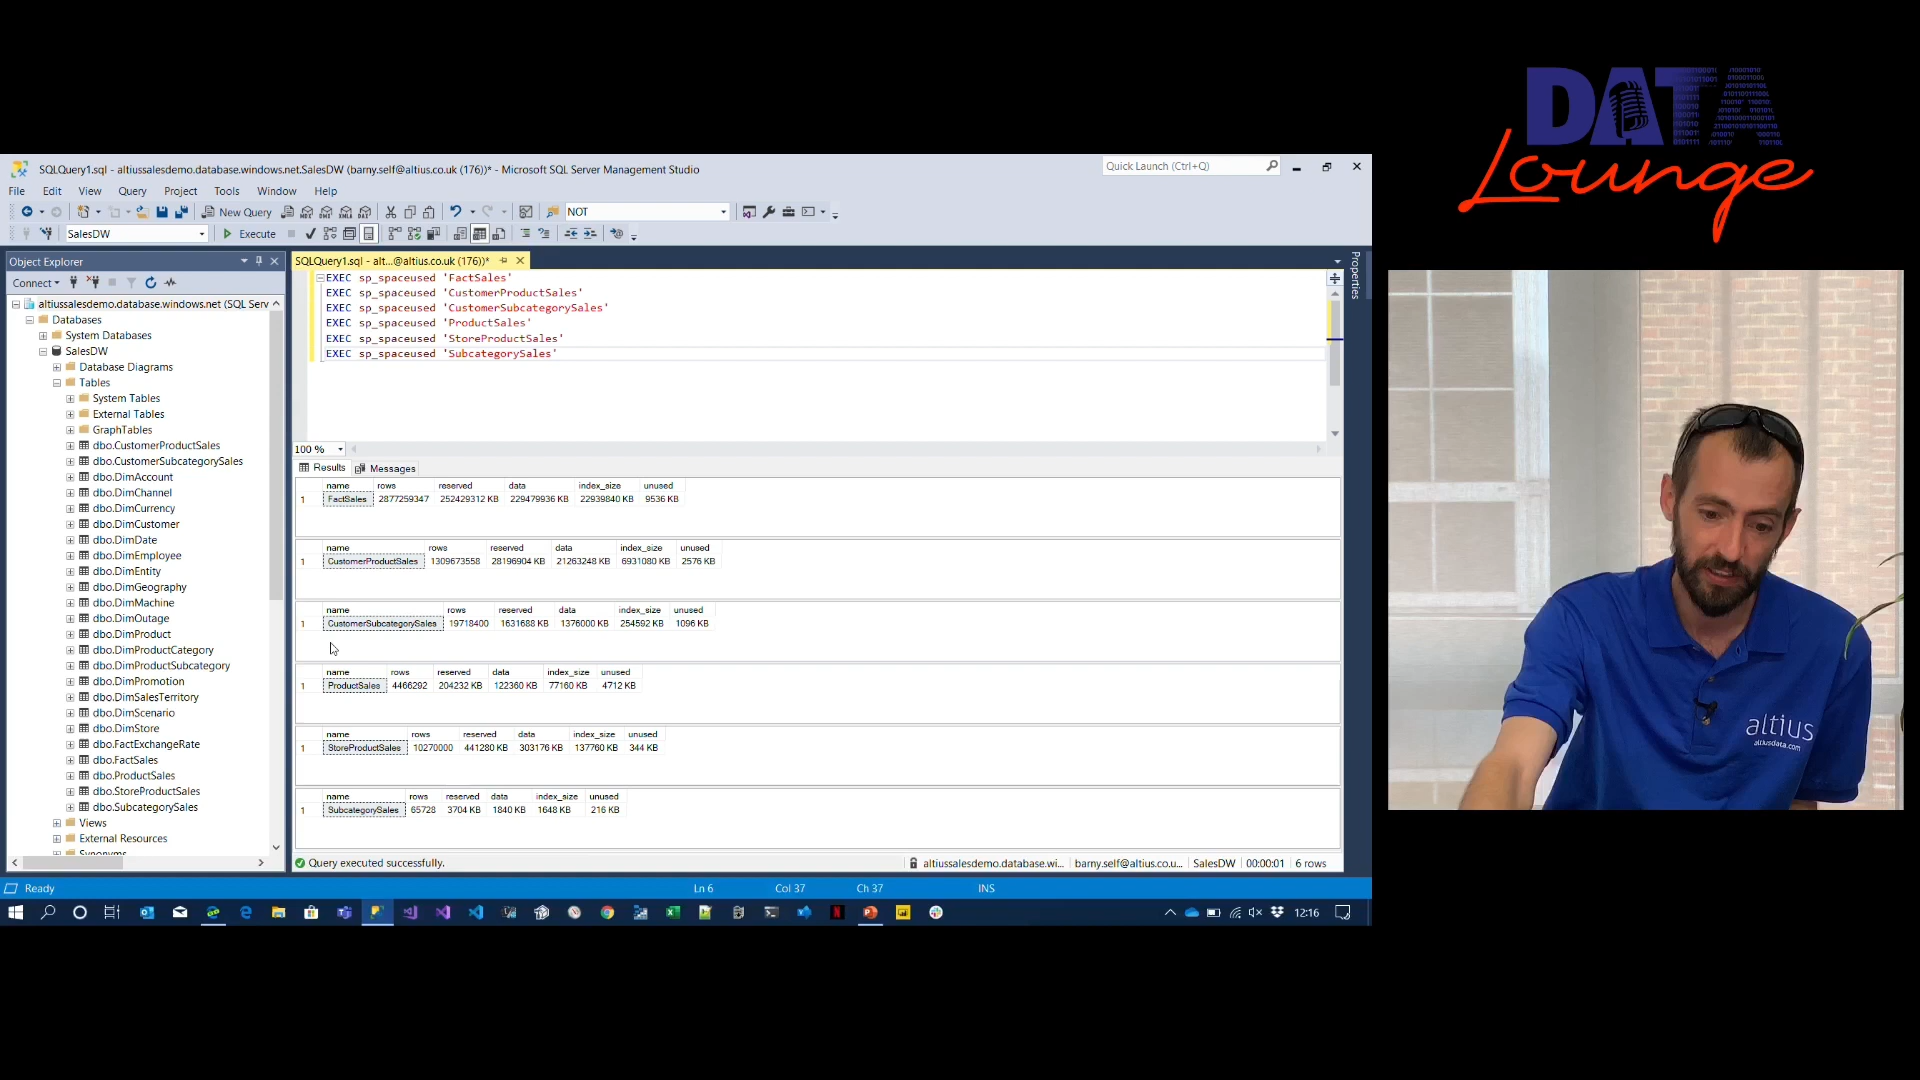 DATA
Lounge
SQLQuery1.sql - altiussalesdemo.database.windows.net.SalesDW (barny.self@altius.co.uk (176))* - Microsoft SQL Server Management Studio
Quick Launch (Ctrl+Q)
File Edit View Query Project Tools Window Help
New Query
NOT
SalesDW
Execute
Object Explorer
Connect
altiussalesdemo.database.windows.net (SQL Serv
Databases
System Databases
SalesDW
Database Diagrams
Tables
System Tables
External Tables
GraphTables
dbo.CustomerProductSales
dbo.CustomerSubcategorySales
dbo.DimAccount
dbo.DimChannel
dbo.DimCurrency
dbo.DimCustomer
dbo.DimDate
dbo.DimEmployee
dbo.DimEntity
dbo.DimGeography
dbo.DimMachine
dbo.DimOutage
dbo.DimProduct
dbo.DimProductCategory
dbo.DimProductSubcategory
dbo.DimPromotion
dbo.DimSalesTerritory
dbo.DimScenario
dbo.DimStore
dbo.FactExchangeRate
dbo.FactSales
dbo.ProductSales
dbo.StoreProductSales
dbo.SubcategorySales
Views
External Resources
Synonyms
SQLQuery1.sql - alt...@altius.co.uk (176))*
Properties
EXEC sp_spaceused 'FactSales'
EXEC sp_spaceused 'CustomerProductSales'
EXEC sp_spaceused 'CustomerSubcategorySales'
EXEC sp_spaceused 'ProductSales'
EXEC sp_spaceused 'StoreProductSales'
EXEC sp_spaceused 'SubcategorySales'
100 %
Results Messages
name rows reserved data index_size unused
1 FactSales 2877259347 252429312 KB 229479936 KB 22939840 KB 9536 KB
name rows reserved data index_size unused
1 CustomerProductSales 1309673558 28196904 KB 21263248 KB 6931080 KB 2576 KB
name rows reserved data index_size unused
1 CustomerSubcategorySales 19718400 1631688 KB 1376000 KB 254592 KB 1096 KB
name rows reserved data index_size unused
1 ProductSales 4466292 204232 KB 122360 KB 77160 KB 4712 KB
name rows reserved data index_size unused
1 StoreProductSales 10270000 441280 KB 303176 KB 137760 KB 344 KB
name rows reserved data index_size unused
1 SubcategorySales 65728 3704 KB 1840 KB 1648 KB 216 KB
Query executed successfully.
altiussalesdemo.database.wi... barny.self@altius.co.u... SalesDW 00:00:01 6 rows
Ready Ln 6 Col 37 Ch 37 INS
12:16
altius
altiusdata.com